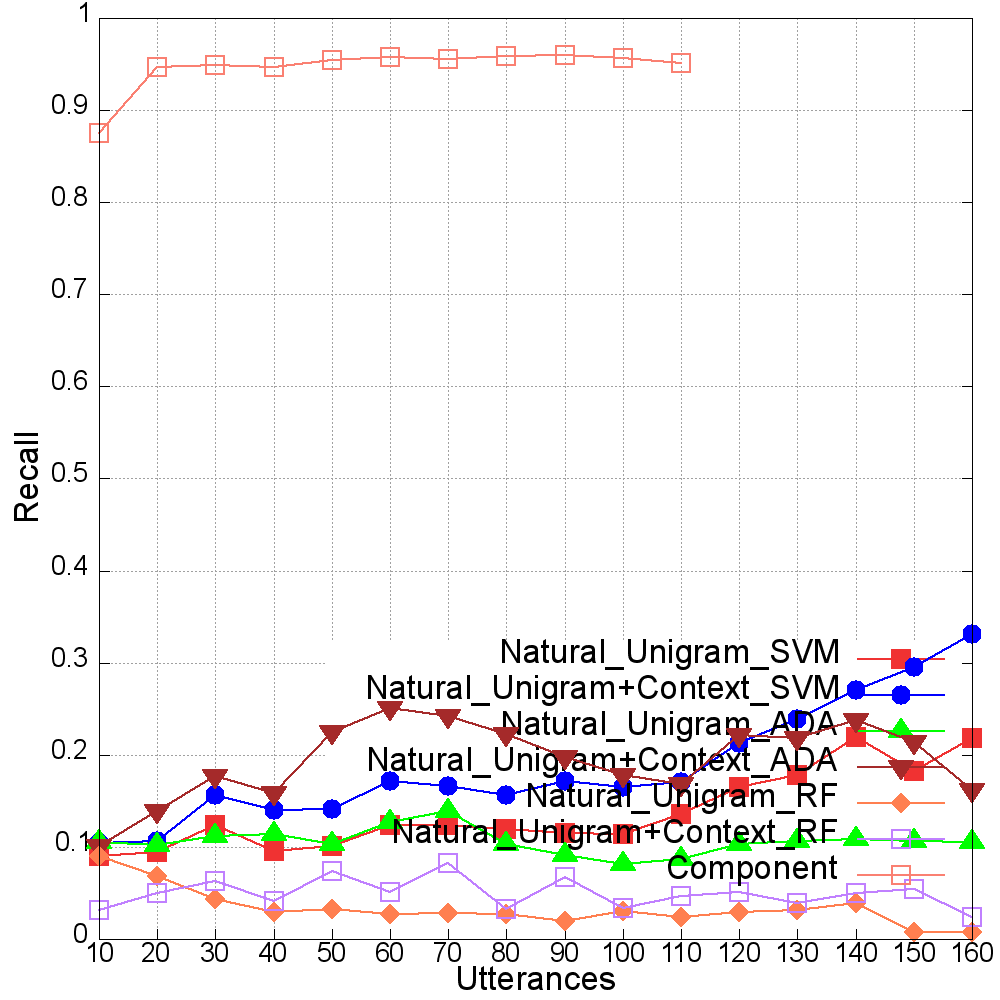 1
0.9
0.8
0.7
0.6
0.5
0.4
0.3
0.2
0.1
0
Recall
Natural_Unigram_SVM
Natural_Unigram+Context_SVM
Natural_Unigram_ADA
Natural_Unigram+Context_ADA
Natural_Unigram_RF
Natural_Unigram+Context_RF
Component
10 20 30 40 50 60 70 80 90 100 110 120 130 140 150 160
Utterances